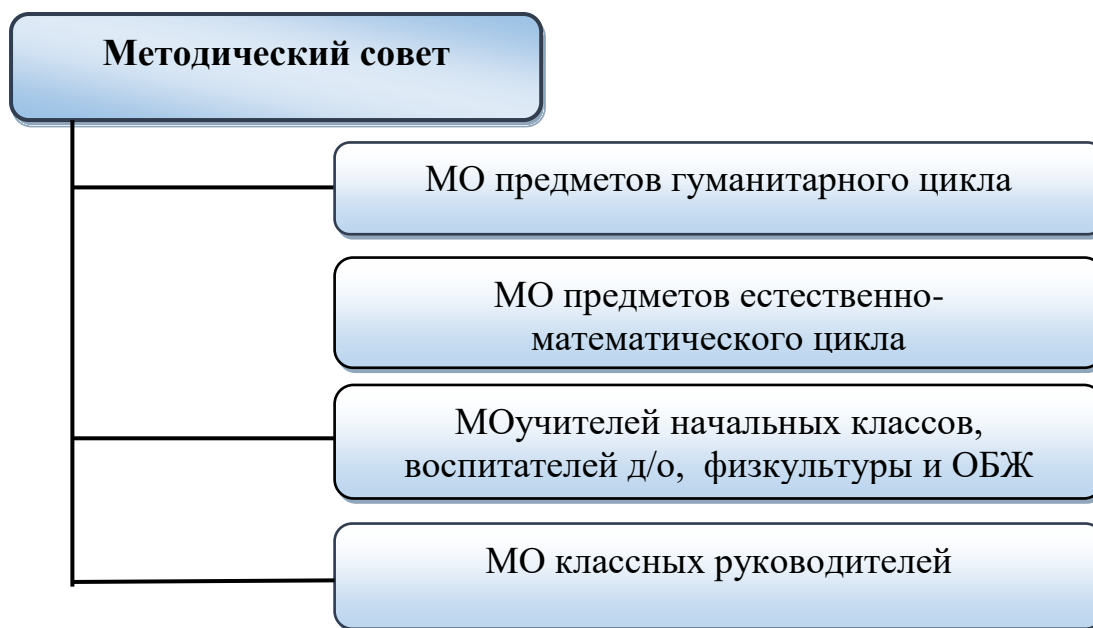 Методический совет
МО предметов гуманитарного цикла
МО предметов естественно-
математического цикла
МОучителей начальных классов,
воспитателей д/о, физкультуры и ОБЖ
МО классных руководителей